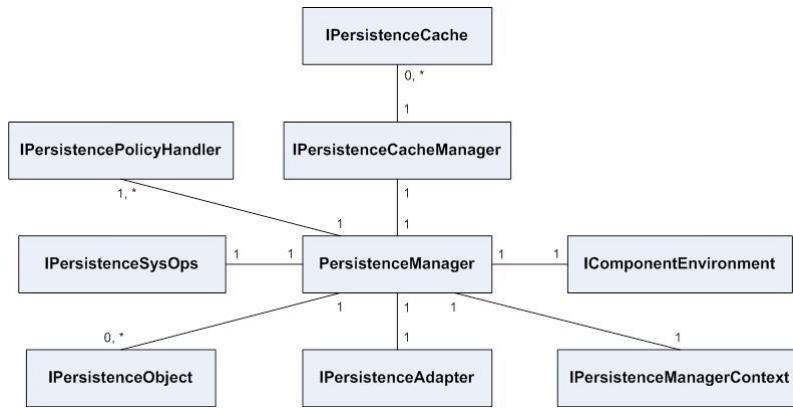 IPersistenceCache
0, *
1
IPersistencePolicyHandler
IPersistenceCacheManager
1, *
1
1
1
IPersistenceSysOps
1
1
PersistenceManager
1
1
IComponentEnvironment
1
1
1
0, *
1
1
IPersistenceObject
IPersistenceAdapter
IPersistenceManagerContext